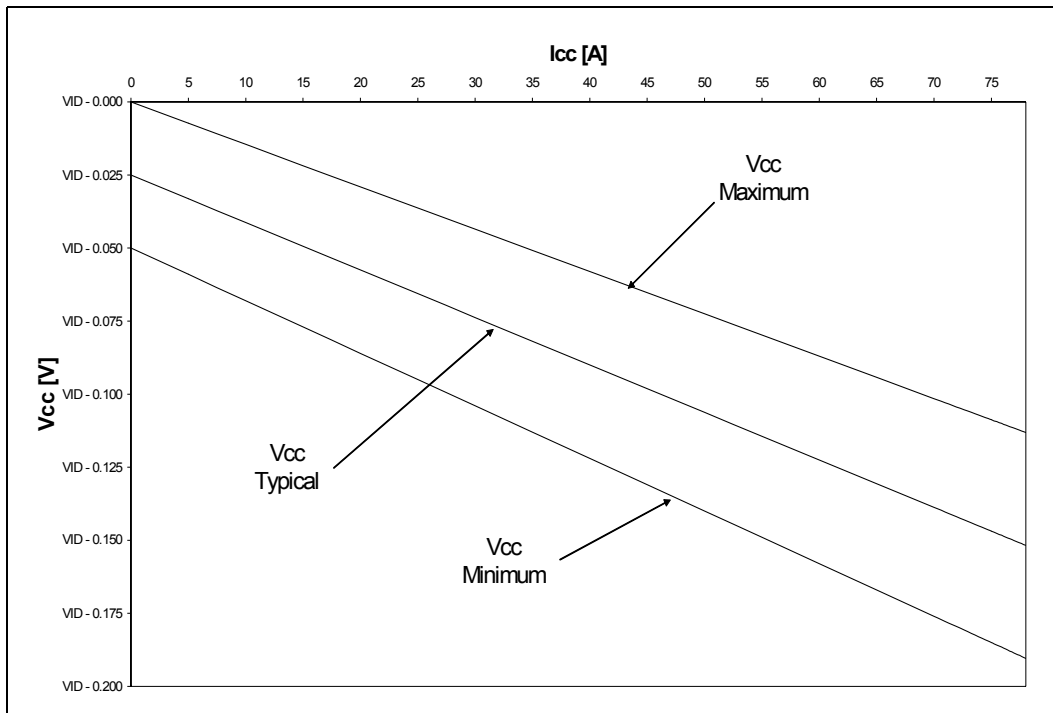 Icc [A]
0 5 10 15 20 25 30 35 40 45 50 55 60 65 70 75
VID - 0.000
VID - 0.025
VID - 0.050
VID - 0.075
VID - 0.100
VID - 0.125
VID - 0.150
VID - 0.175
VID - 0.200
Vcc [V]
Vcc
Maximum
Vcc
Typical
Vcc
Minimum